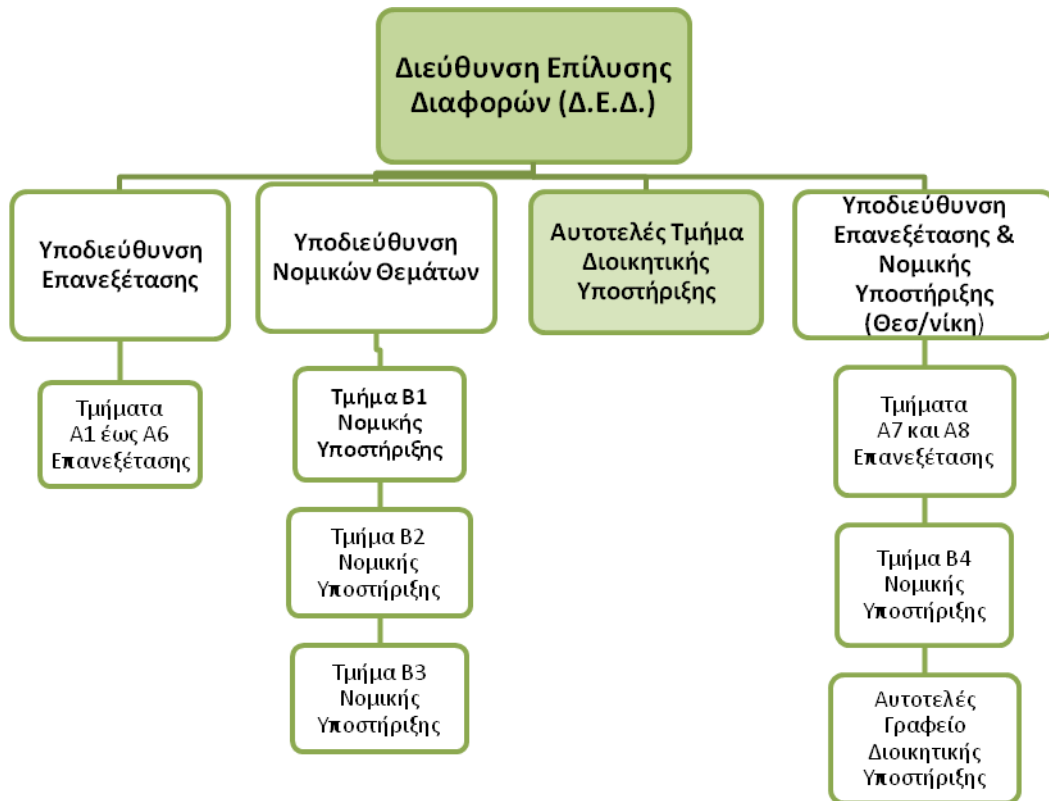 Διεύθυνση Επίλυσης
Διαφορών (Δ.Ε.Δ.)
Υποδιεύθυνση
Επανεξέτασης
Υποδιεύθυνση
Νομικών Θεμάτων
Αυτοτελές Τμήμα
Διοικητικής
Υποστήριξης
Υποδιεύθυνση
Επανεξέτασης &
Νομικής
Υποστήριξης
(Θεσ/νίκη)
Τμήματα
Α1 έως Α6
Επανεξέτασης
Τμήμα Β1
Νομικής
Υποστήριξης
Τμήμα Β2
Νομικής
Υποστήριξης
Τμήμα Β3
Νομικής
Υποστήριξης
Τμήματα
Α7 και Α8
Επανεξέτασης
Τμήμα Β4
Νομικής
Υποστήριξης
Αυτοτελές
Γραφείο
Διοικητικής
Υποστήριξης